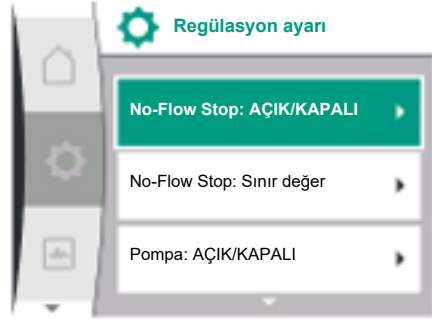 Regülasyon ayarı
No-Flow Stop: AÇIK/KAPALI
No-Flow Stop: Sınır değer
Pompa: AÇIK/KAPALI